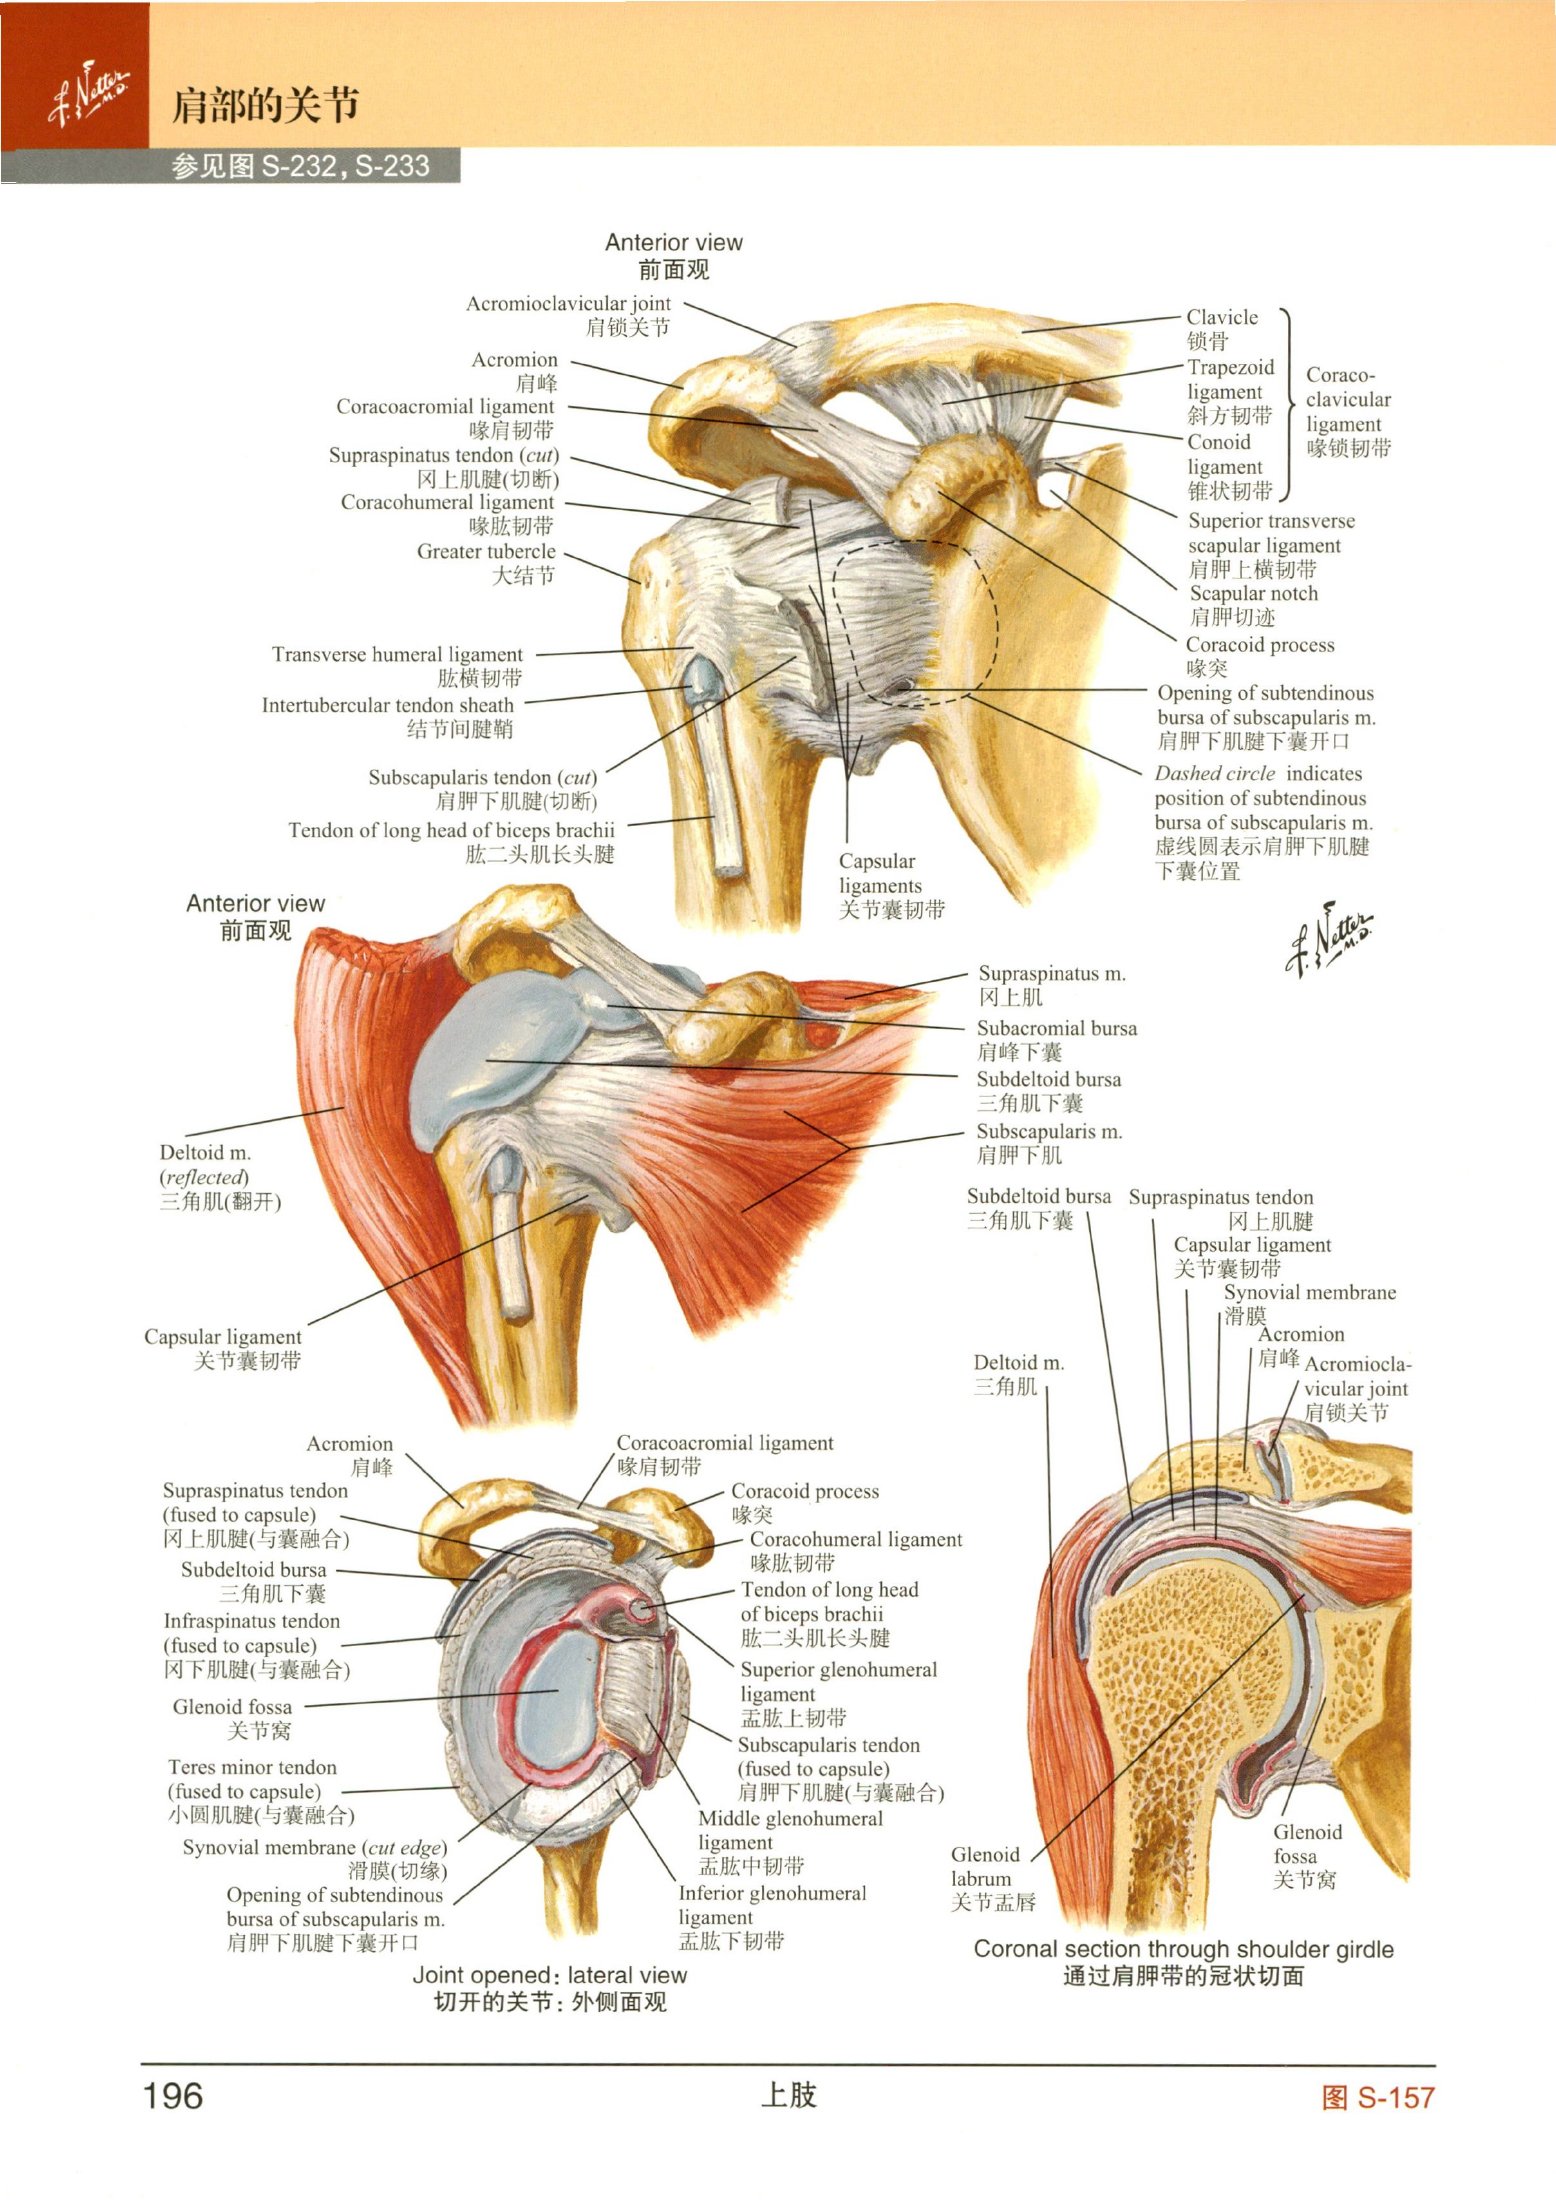 F. Netter M.D.
肩部的关节
参见图 S-232, S-233
Anterior view
前面观
Acromioclavicular joint
肩锁关节
Acromion
肩峰
Coracoacromial ligament
喙肩韧带
Supraspinatus tendon (cut)
冈上肌腱(切断)
Coracohumeral ligament
喙肱韧带
Greater tubercle
大结节
Transverse humeral ligament
肱横韧带
Intertubercular tendon sheath
结节间腱鞘
Subscapularis tendon (cut)
肩胛下肌腱(切断)
Tendon of long head of biceps brachii
肱二头肌长头腱
Clavicle
锁骨
Trapezoid
ligament
斜方韧带
Conoid
ligament
锥状韧带
Coraco-
clavicular
ligament
喙锁韧带
Superior transverse
scapular ligament
肩胛上横韧带
Scapular notch
肩胛切迹
Coracoid process
喙突
Opening of subtendinous
bursa of subscapularis m.
肩胛下肌腱下囊开口
Dashed circle indicates
position of subtendinous
bursa of subscapularis m.
虚线圆表示肩胛下肌腱
下囊位置
Capsular
ligaments
关节囊韧带
F. Netter M.D.
Anterior view
前面观
Supraspinatus m.
冈上肌
Subacromial bursa
肩峰下囊
Subdeltoid bursa
三角肌下囊
Subscapularis m.
肩胛下肌
Deltoid m.
(reflected)
三角肌(翻开)
Capsular ligament
关节囊韧带
Subdeltoid bursa
三角肌下囊
Supraspinatus tendon
冈上肌腱
Capsular ligament
关节囊韧带
Synovial membrane
滑膜
Acromion
肩峰
Acromiocla-
vicular joint
肩锁关节
Deltoid m.
三角肌
Glenoid
labrum
关节盂唇
Glenoid
fossa
关节窝
Coronal section through shoulder girdle
通过肩胛带的冠状切面
Acromion
肩峰
Supraspinatus tendon
(fused to capsule)
冈上肌腱(与囊融合)
Subdeltoid bursa
三角肌下囊
Infraspinatus tendon
(fused to capsule)
冈下肌腱(与囊融合)
Glenoid fossa
关节窝
Teres minor tendon
(fused to capsule)
小圆肌腱(与囊融合)
Synovial membrane (cut edge)
滑膜(切缘)
Opening of subtendinous
bursa of subscapularis m.
肩胛下肌腱下囊开口
Coracoacromial ligament
喙肩韧带
Coracoid process
喙突
Coracohumeral ligament
喙肱韧带
Tendon of long head
of biceps brachii
肱二头肌长头腱
Superior glenohumeral
ligament
盂肱上韧带
Subscapularis tendon
(fused to capsule)
肩胛下肌腱(与囊融合)
Middle glenohumeral
ligament
盂肱中韧带
Inferior glenohumeral
ligament
盂肱下韧带
Joint opened: lateral view
切开的关节: 外侧面观
196
上肢
图 S-157